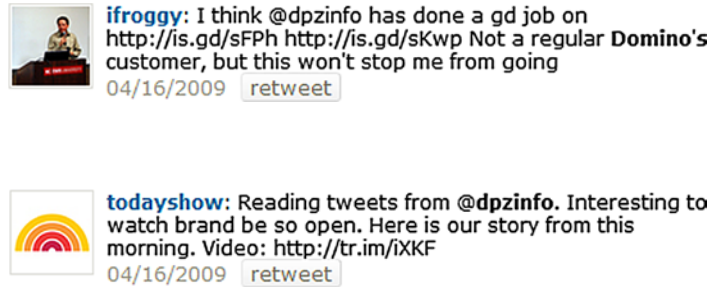 ifroggy: I think @dpzinfo has done a gd job on
http://is.gd/sFPh http://is.gd/sKwp Not a regular Domino's
customer, but this won't stop me from going
04/16/2009 retweet
todayshow: Reading tweets from @dpzinfo. Interesting to
watch brand be so open. Here is our story from this
morning. Video: http://tr.im/iXKF
04/16/2009 retweet